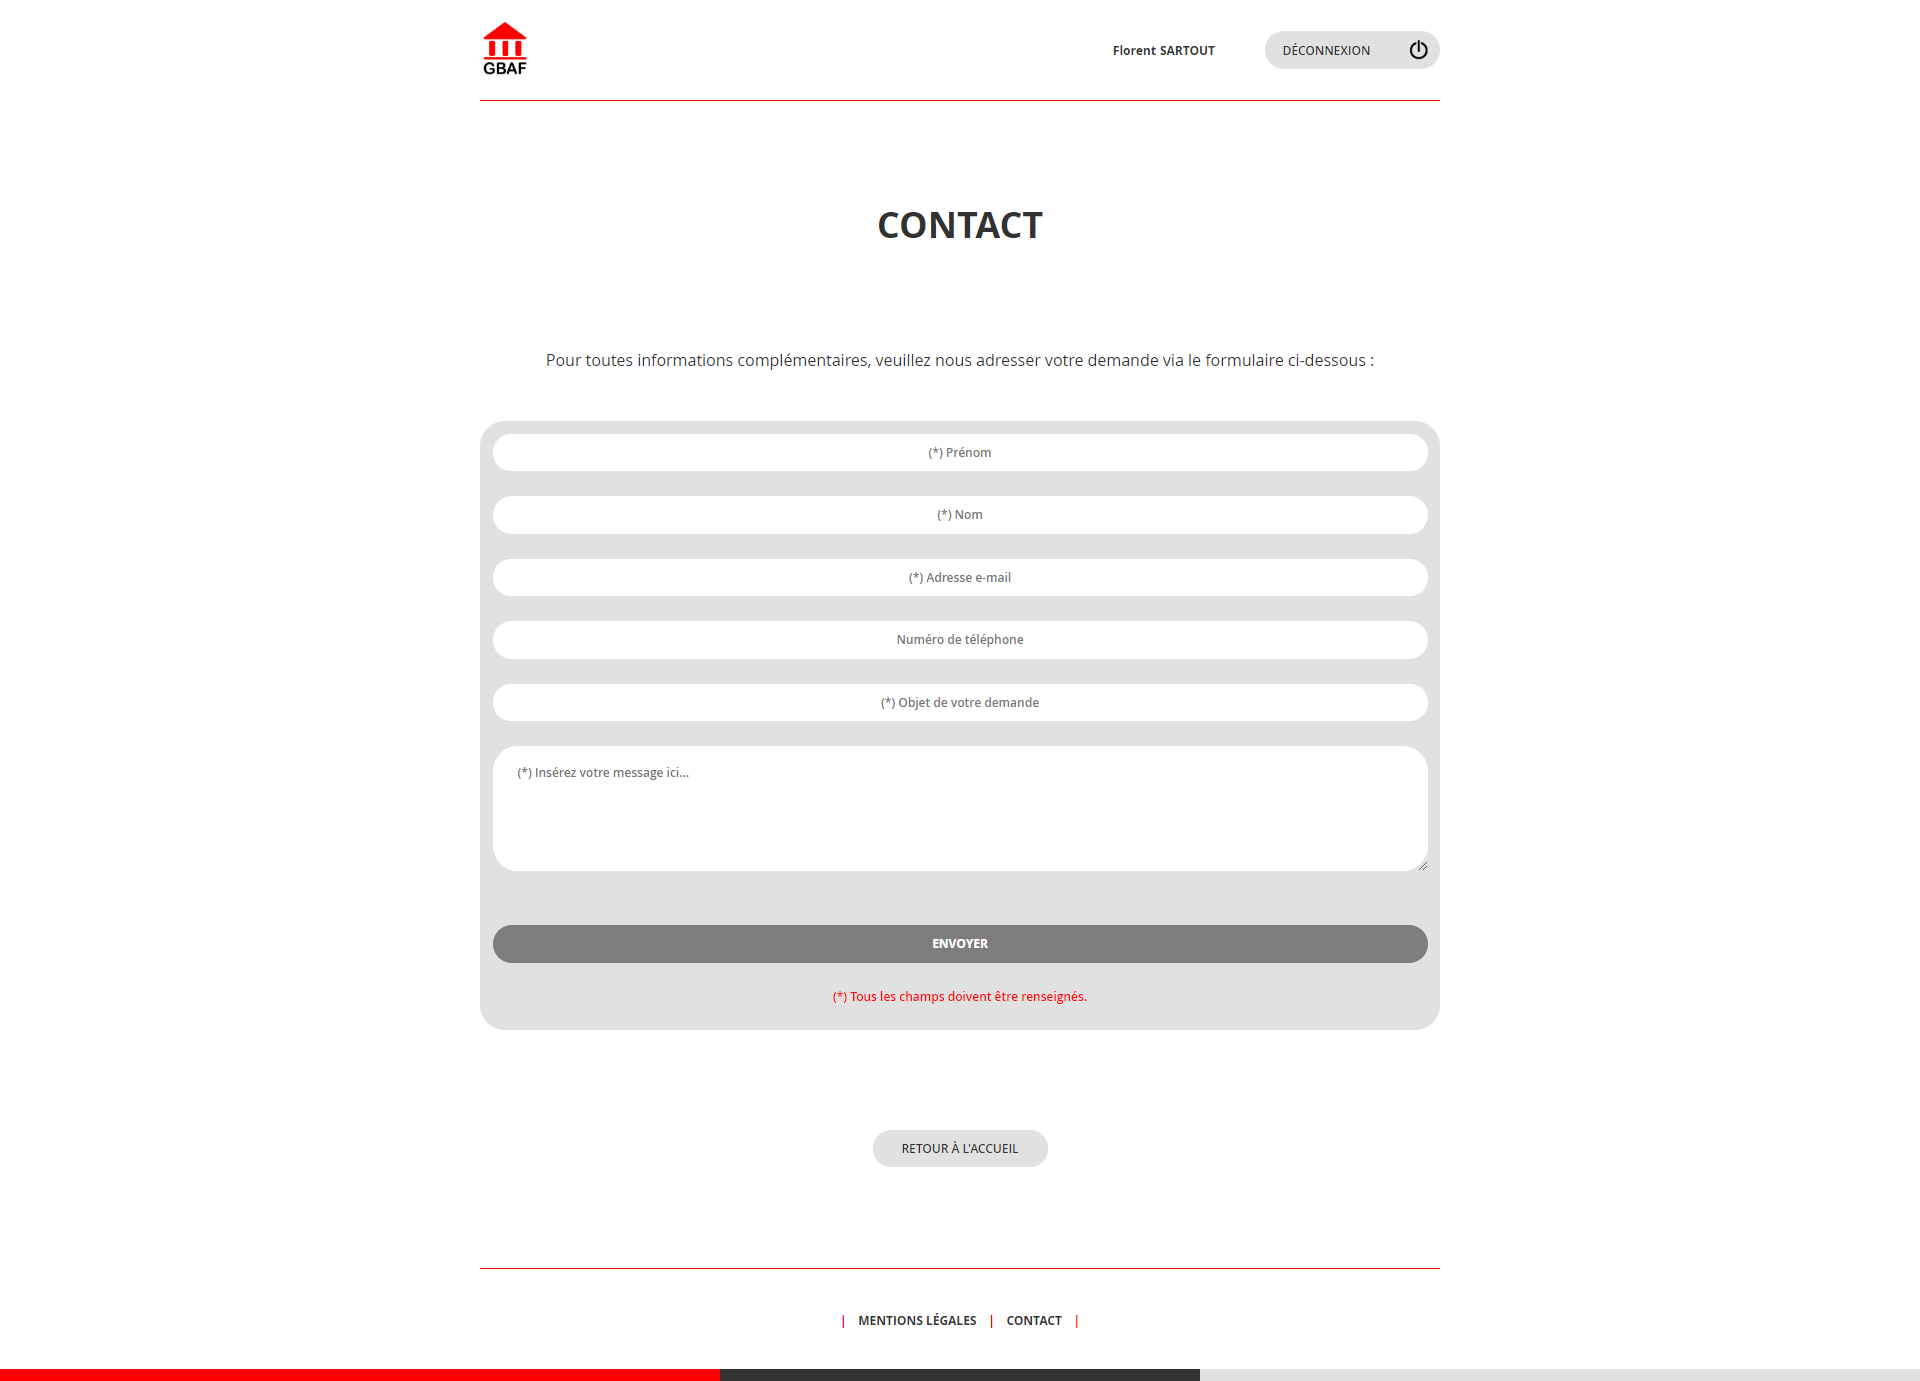 GBAF
Florent SARTOUT
DÉCONNEXION
CONTACT
Pour toutes informations complémentaires, veuillez nous adresser votre demande via le formulaire ci-dessous :
(*) Prénom
(*) Nom
(*) Adresse e-mail
Numéro de téléphone
(*) Objet de votre demande
(*) Insérez votre message ici...
ENVOYER
(*) Tous les champs doivent être renseignés.
RETOUR À L'ACCUEIL
| MENTIONS LÉGALES | CONTACT |